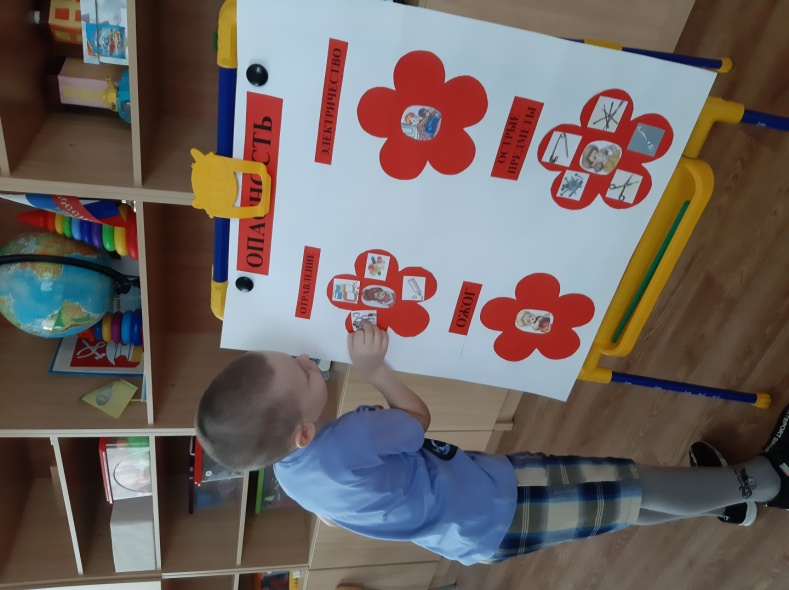 ОПАСНОСТЬ
ОТРАВЛЕНИЕ
ЭЛЕКТРИЧЕСТВО
ОЖОГ
ОСТРЫЕ
ПРЕДМЕТЫ